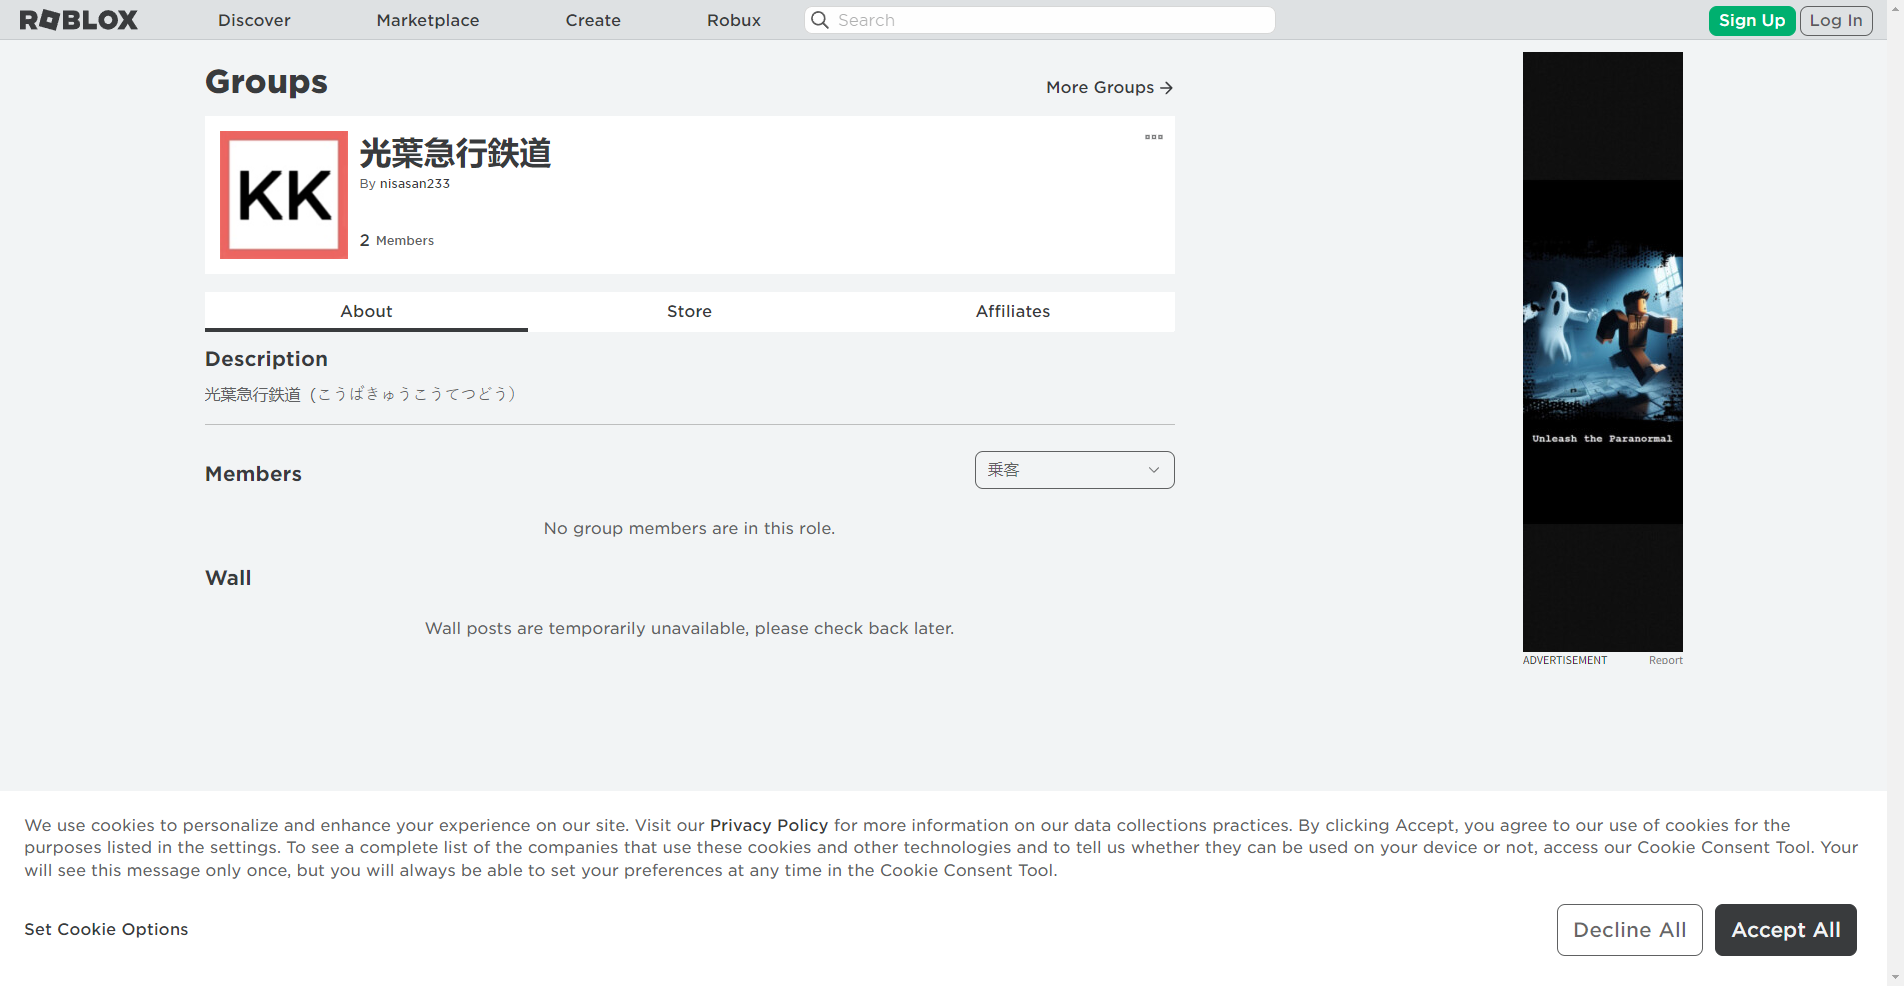 ROBLOX
Discover
Marketplace
Create
Robux
Search
Sign Up
Log In
Groups
More Groups
KK
光葉急行鉄道
By nisasan233
2 Members
About
Store
Affiliates
Description
光葉急行鉄道（こうばきゅうこうてつどう）
Members
乗客
No group members are in this role.
Wall
Wall posts are temporarily unavailable, please check back later.
Unleash the Paranormal
ADVERTISEMENT
Report
We use cookies to personalize and enhance your experience on our site. Visit our Privacy Policy for more information on our data collections practices. By clicking Accept, you agree to our use of cookies for the
purposes listed in the settings. To see a complete list of the companies that use these cookies and other technologies and to tell us whether they can be used on your device or not, access our Cookie Consent Tool. Your
will see this message only once, but you will always be able to set your preferences at any time in the Cookie Consent Tool.
Set Cookie Options
Decline All
Accept All